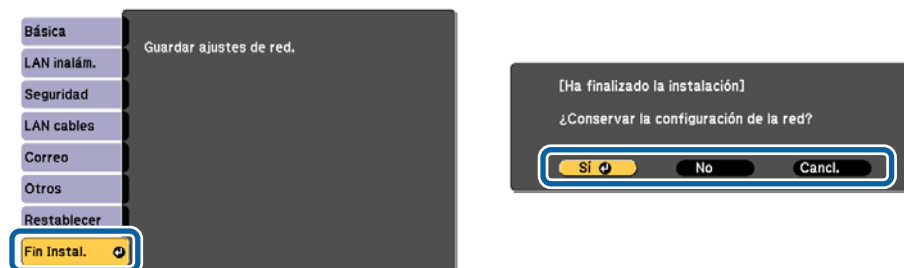 Básica
LAN inalám.
Seguridad
LAN cables
Correo
Otros
Restablecer
Fin Instal.
Guardar ajustes de red.
[Ha finalizado la instalación]
¿Conservar la configuración de la red?
Sí No Cancl.